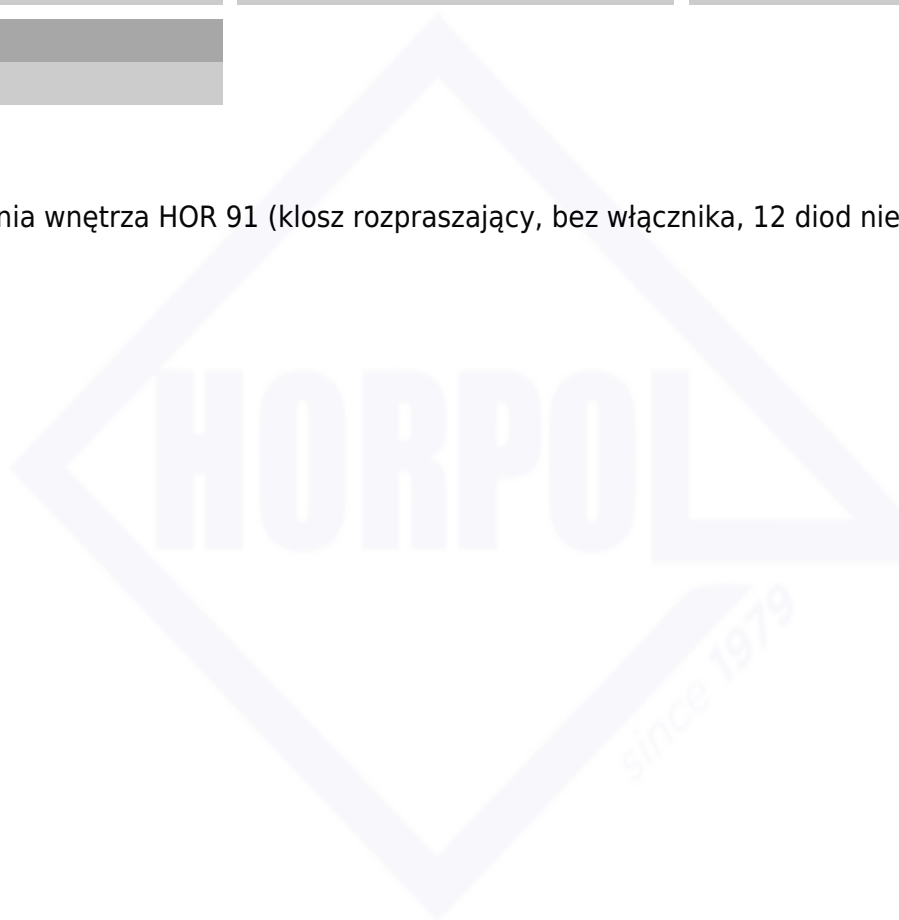 nia wnętrza HOR 91 (klosz rozpraszający, bez włącznika, 12 diod nie
HORPOL
since 1979